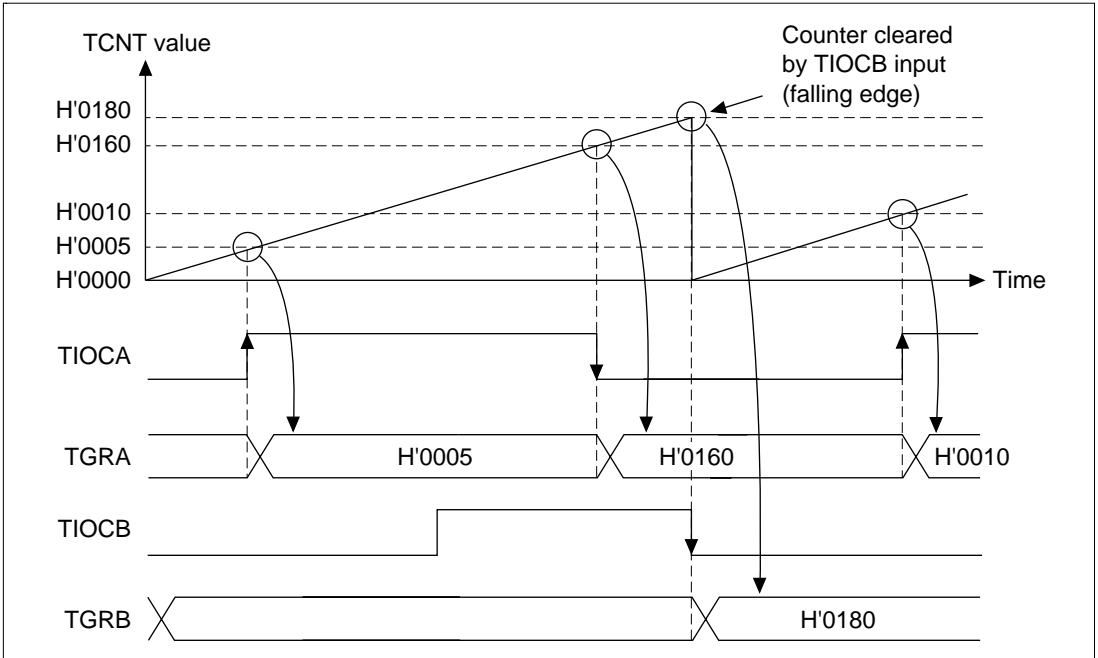 TCNT value
Counter cleared
by TIOCB input
(falling edge)
H'0180
H'0160
H'0010
H'0005
H'0000
Time
TIOCA
TGRA
H'0005
H'0160
H'0010
TIOCB
TGRB
H'0180